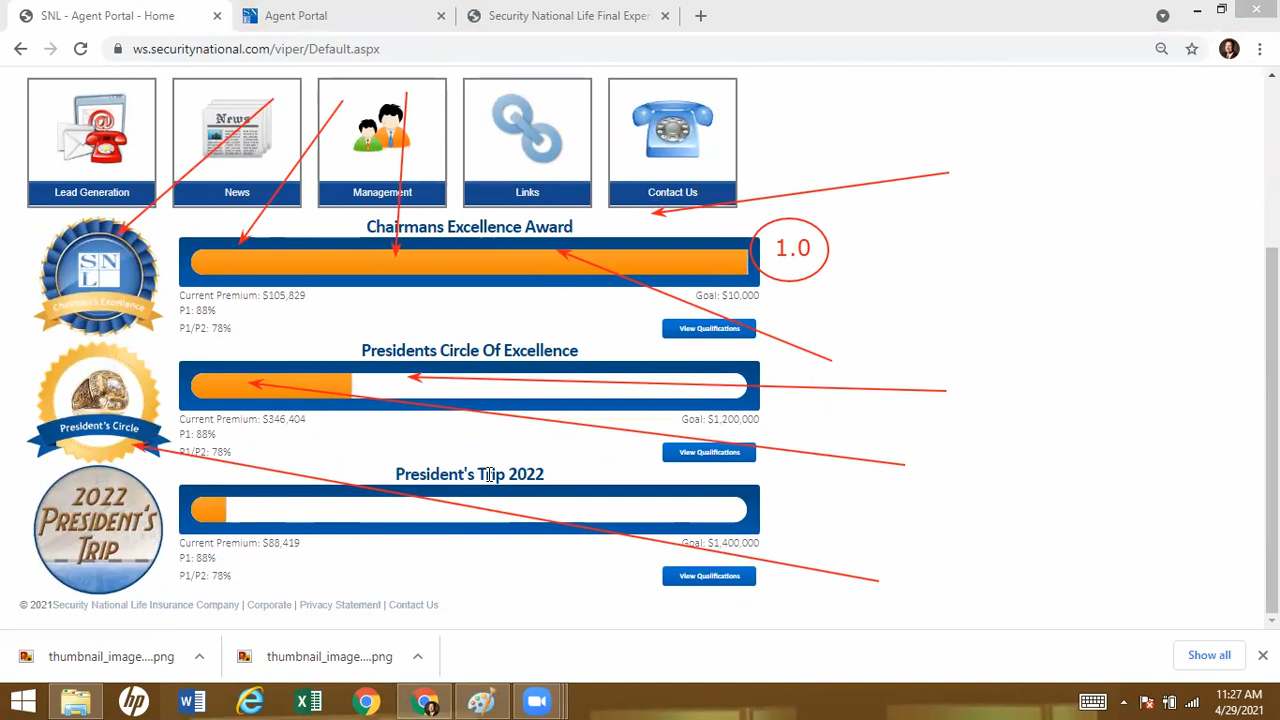 SNL - Agent Portal - Home
Agent Portal
Security National Life Final Exper
ws.securitynational.com/viper/Default.aspx
News
Lead Generation
News
Management
Links
Contact Us
Chairmans Excellence Award
SNL
Chairman's Excellence
1.0
Current Premium: $105,829
Goal: $10,000
P1: 88%
P1/P2: 78%
View Qualifications
Presidents Circle Of Excellence
President's Circle
Current Premium: $346,404
Goal: $1,200,000
P1: 88%
P1/P2: 78%
View Qualifications
President's Trip 2022
2022
PRESIDENT'S
TRIP
Current Premium: $88,419
Goal: $1,400,000
P1: 88%
P1/P2: 78%
View Qualifications
© 2021Security National Life Insurance Company | Corporate | Privacy Statement | Contact Us
thumbnail_image....png
thumbnail_image....png
Show all
11:27 AM
4/29/2021